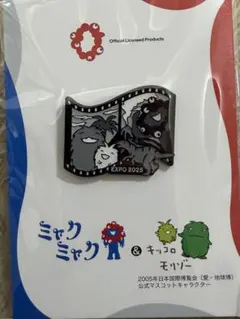 Official Licensed Products
EXPO 2025
ミャク
ミャク
&
キッコロ
モリゾー
2005年日本国際博覧会(愛・地球博)
公式マスコットキャラクター